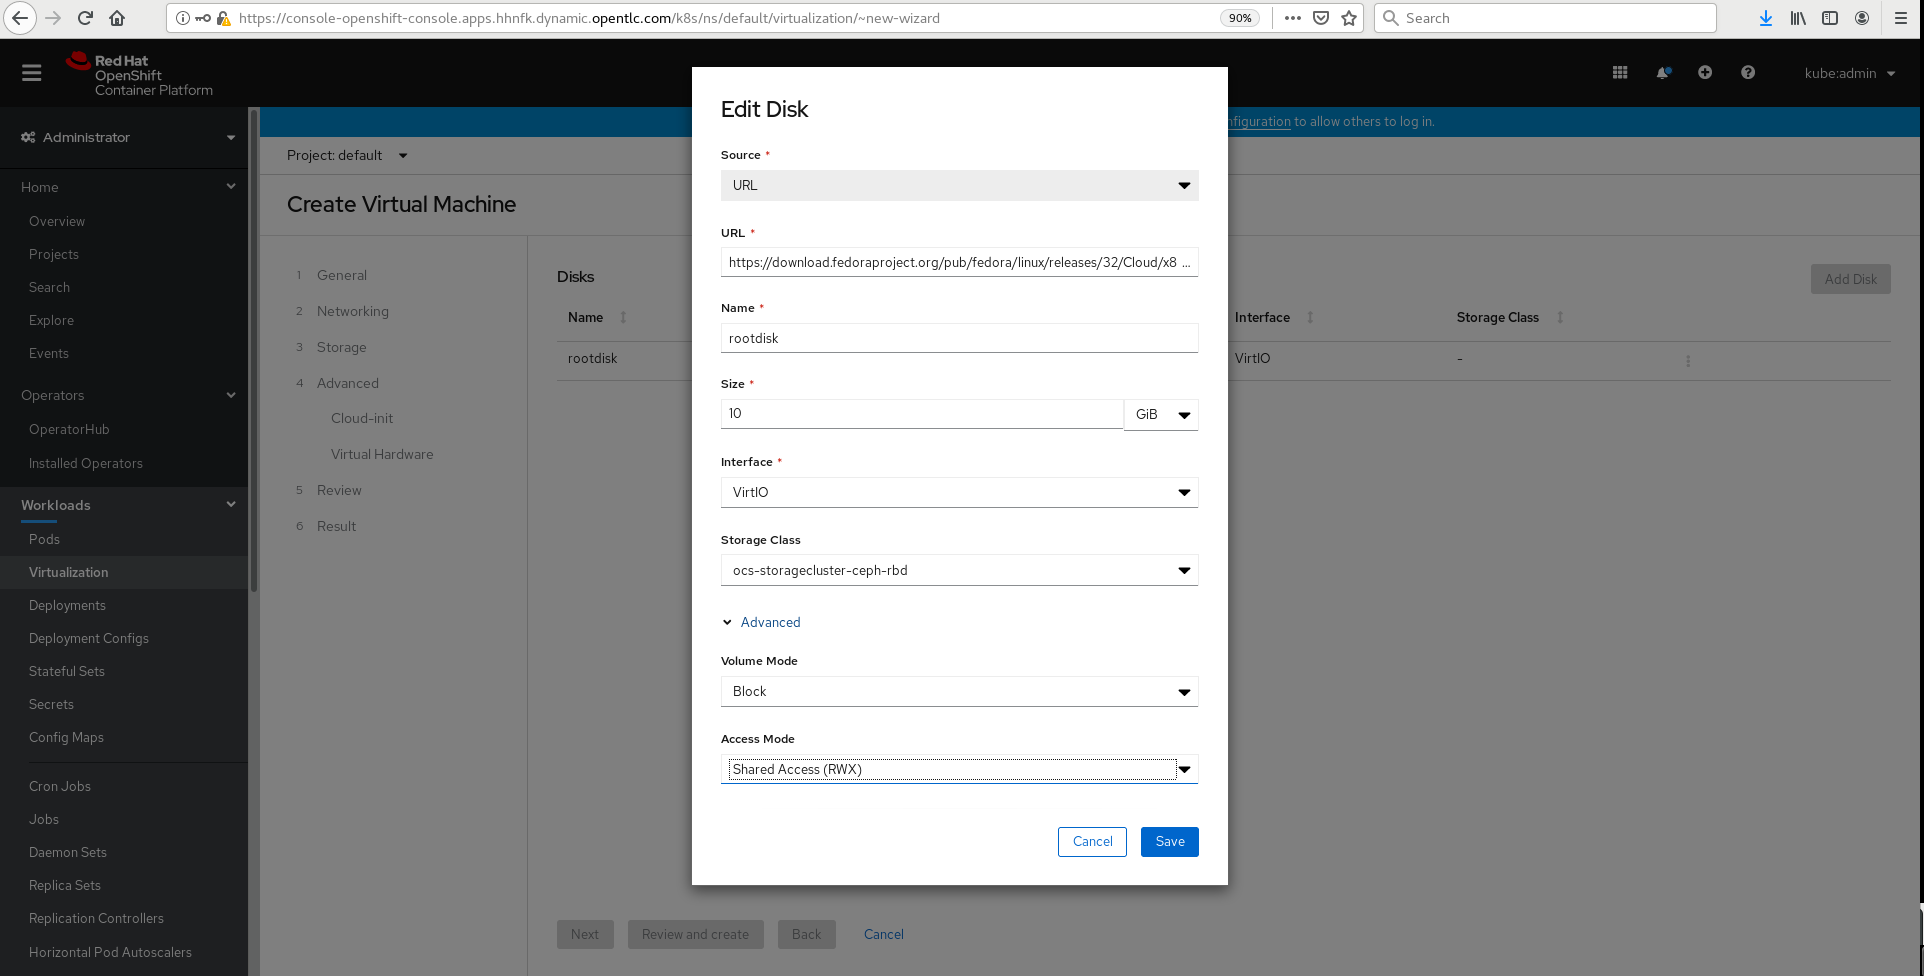 https://console-openshift-console.apps.hhnfk.dynamic.opentlc.com/k8s/ns/default/virtualization/~new-wizard
90%
Search
Red Hat
OpenShift
Container Platform
kube:admin
Administrator
Home
Overview
Projects
Search
Explore
Events
Operators
OperatorHub
Installed Operators
Workloads
Pods
Virtualization
Deployments
Deployment Configs
Stateful Sets
Secrets
Config Maps
Cron Jobs
Jobs
Daemon Sets
Replica Sets
Replication Controllers
Horizontal Pod Autoscalers
nfiguration to allow others to log in.
Project: default
Create Virtual Machine
1 General
2 Networking
3 Storage
4 Advanced
Cloud-init
Virtual Hardware
5 Review
6 Result
Disks
Add Disk
Name Interface Storage Class
rootdisk VirtIO -
Next Review and create Back Cancel
Edit Disk
Source *
URL
URL *
https://download.fedoraproject.org/pub/fedora/linux/releases/32/Cloud/x8 ...
Name *
rootdisk
Size *
10 GiB
Interface *
VirtIO
Storage Class
ocs-storagecluster-ceph-rbd
Advanced
Volume Mode
Block
Access Mode
Shared Access (RWX)
Cancel Save